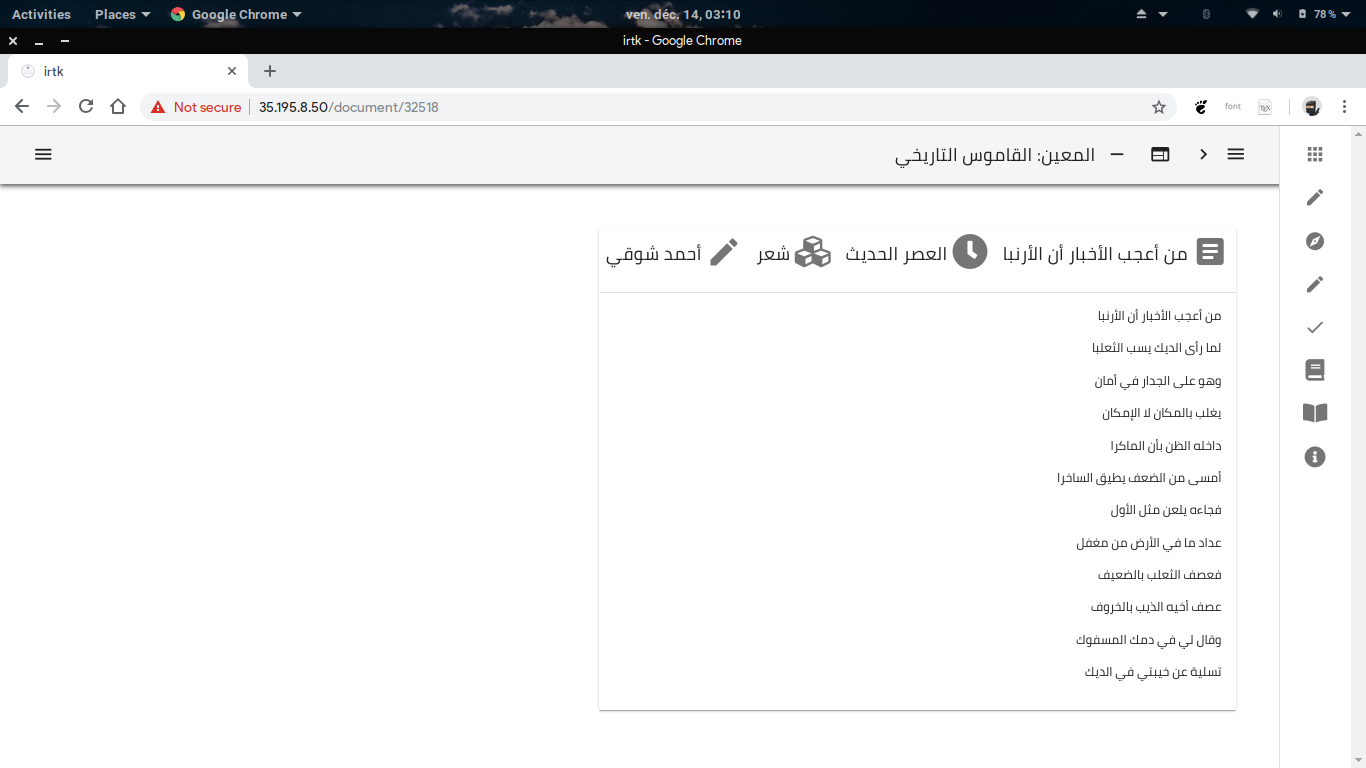 Activities Places Google Chrome ven. déc. 14, 03:10 78 %
irtk - Google Chrome
irtk
Not secure 35.195.8.50/document/32518 font TEX
المعين: القاموس التاريخي
من أعجب الأخبار أن الأرنبا العصر الحديث شعر أحمد شوقي
من أعجب الأخبار أن الأرنبا
لما رأى الديك يسب الثعلبا
وهو على الجدار في أمان
يغلب بالمكان لا الإمكان
داخله الظن بأن الماكرا
أمسى من الضعف يطيق الساخرا
فجاءه يلعن مثل الأول
عداد ما في الأرض من مغفل
فعصف الثعلب بالضعيف
عصف أخيه الذيب بالخروف
وقال لي في دمك المسفوك
تسلية عن خيبتي في الديك